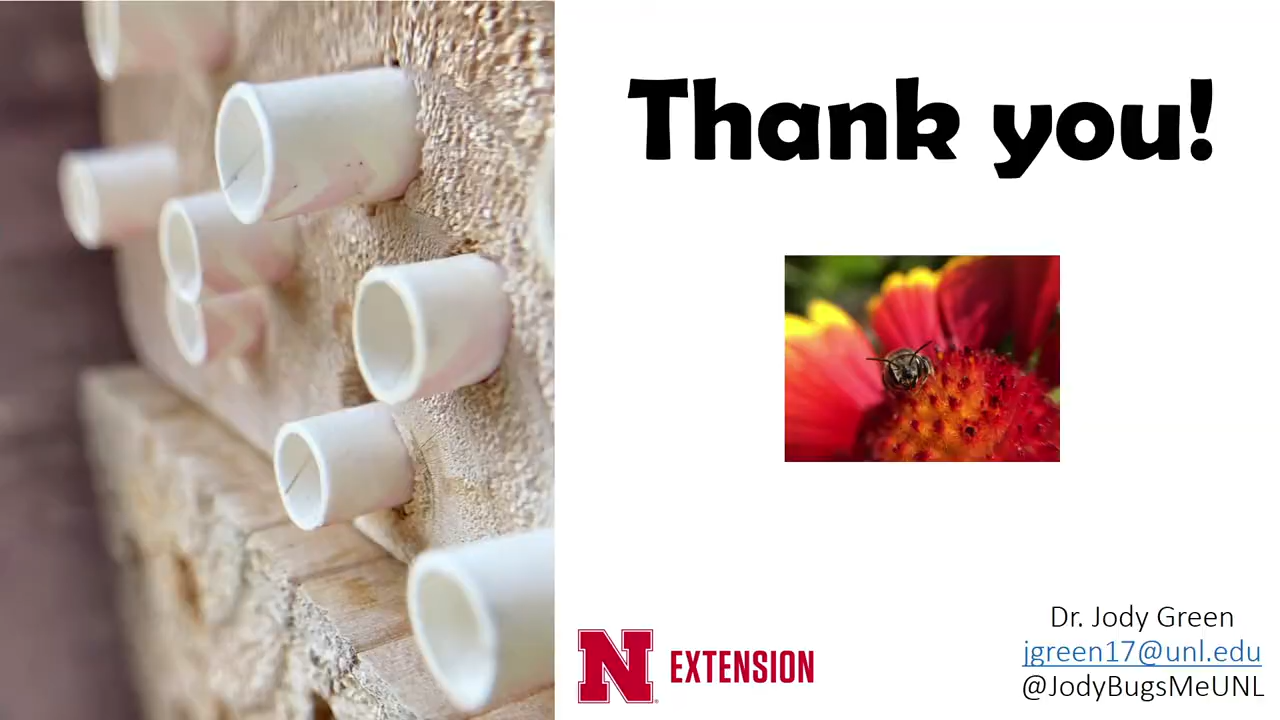 Thank you!
N EXTENSION
Dr. Jody Green
jgreen17@unl.edu
@JodyBugsMeUNL